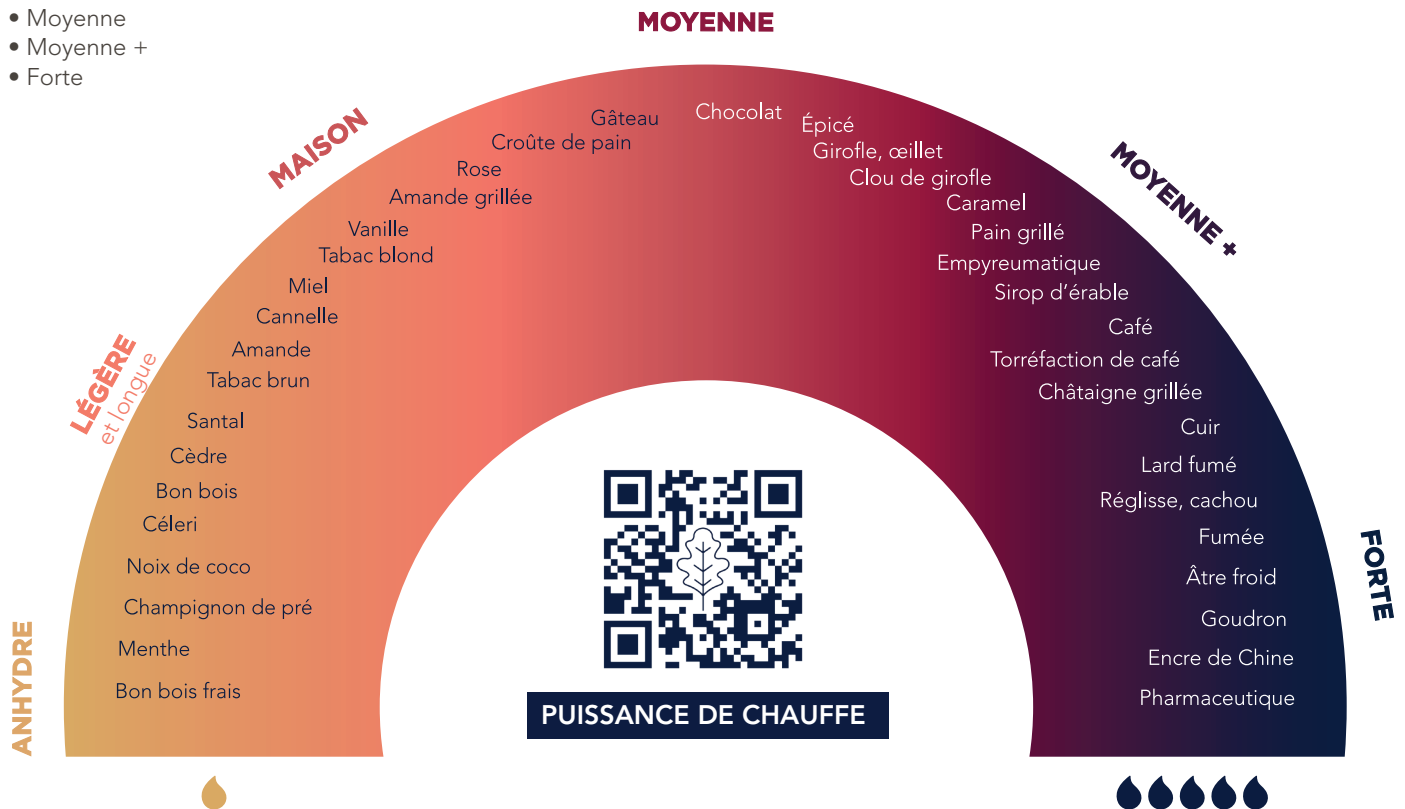 • Moyenne
• Moyenne +
• Forte
MOYENNE
MAISON
MOYENNE +
LÉGÈRE
et longue
FORTE
ANHYDRE
Gâteau
Croûte de pain
Rose
Amande grillée
Vanille
Tabac blond
Miel
Cannelle
Amande
Tabac brun
Santal
Cèdre
Bon bois
Céleri
Noix de coco
Champignon de pré
Menthe
Bon bois frais
Chocolat
Épicé
Girofle, œillet
Clou de girofle
Caramel
Pain grillé
Empyreumatique
Sirop d’érable
Café
Torréfaction de café
Châtaigne grillée
Cuir
Lard fumé
Réglisse, cachou
Fumée
Âtre froid
Goudron
Encre de Chine
Pharmaceutique
PUISSANCE DE CHAUFFE